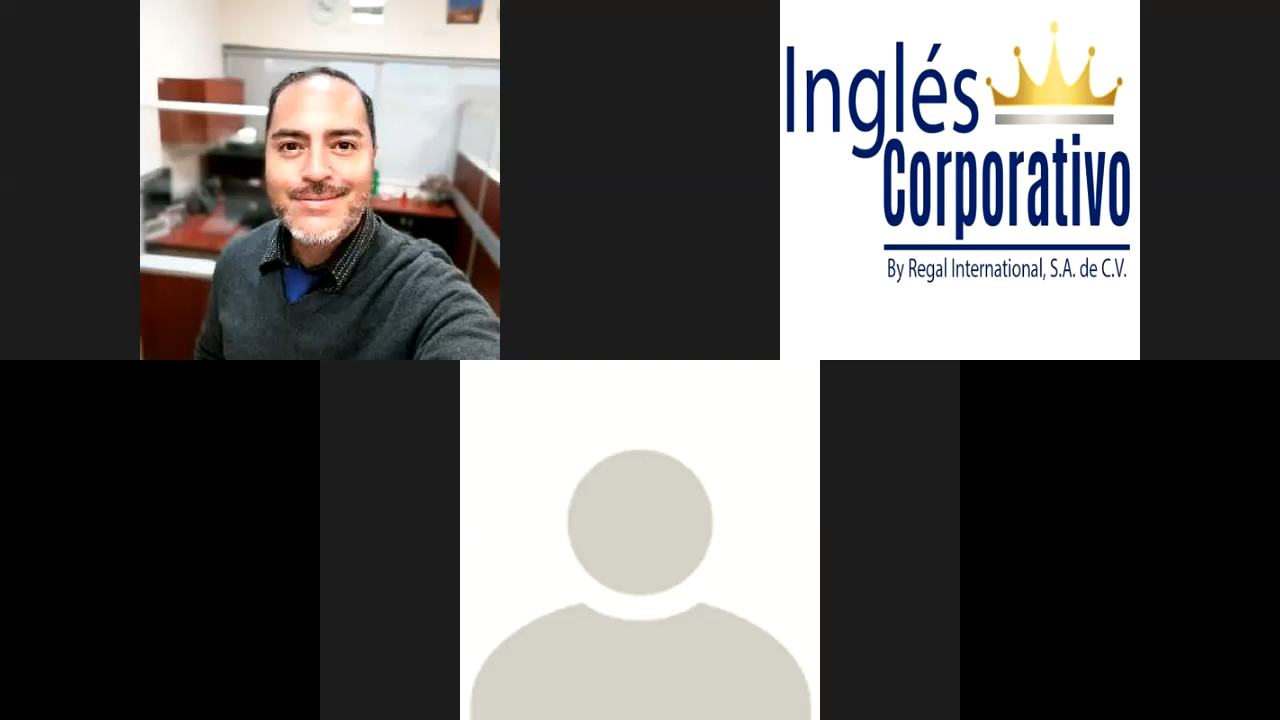 Inglés
Corporativo
By Regal International, S.A. de C.V.